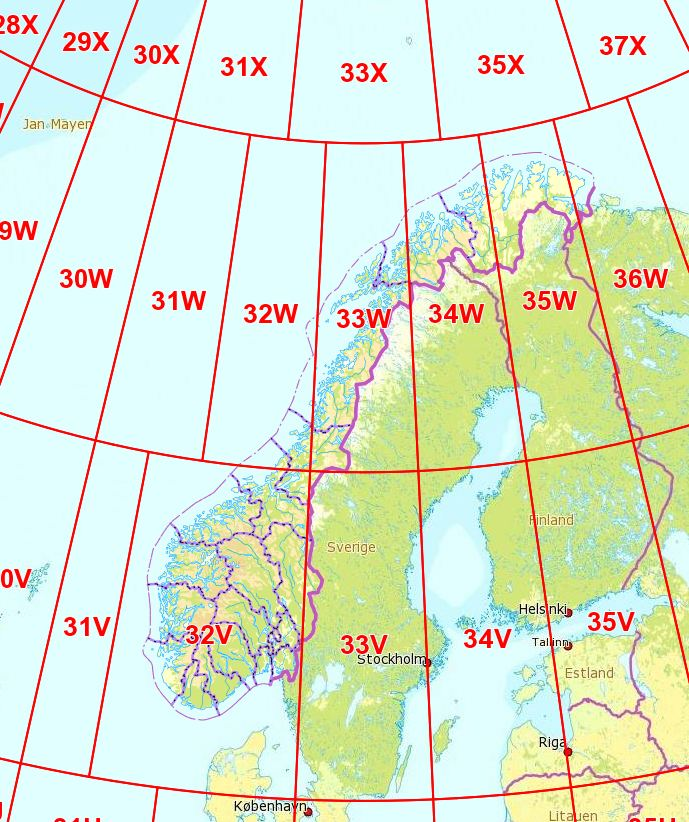 28X
29X
30X
31X
33X
35X
37X
Jan Mayen
9W
30W
31W
32W
33W
34W
35W
36W
Sverige
Finland
0V
31V
32V
33V
34V
35V
Helsinki
Tallinn
Stockholm
Estland
Riga
København
Litauen